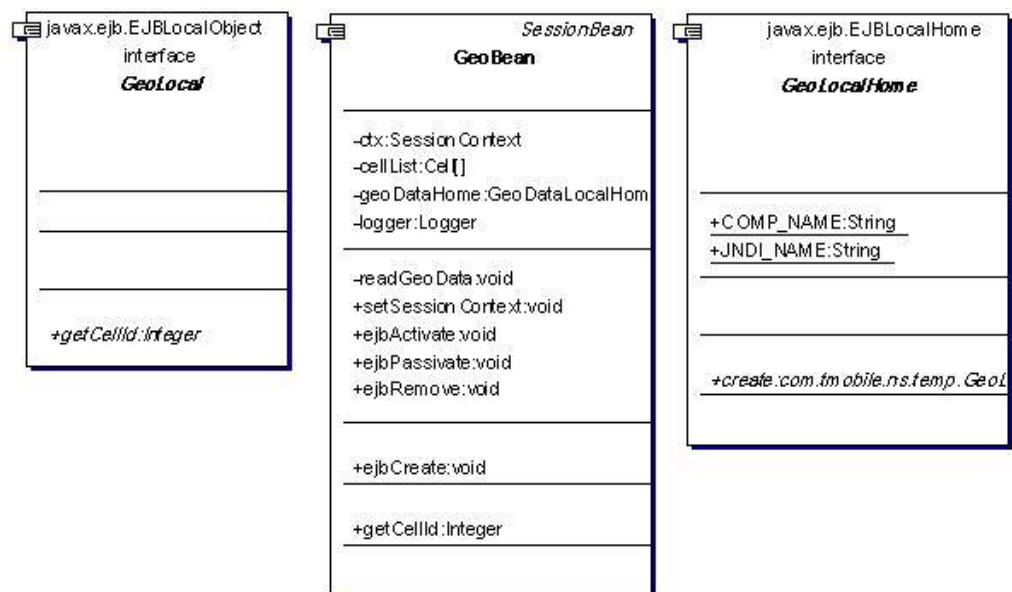 javax.ejb.EJBLocalObject
interface
GeoLocal
+getCellId:Integer
SessionBean
GeoBean
-ctx:SessionContext
-cellList:Cell[]
-geoDataHome:GeoDataLocalHom
-logger:Logger
-readGeoData:void
+setSessionContext:void
+ejbActivate:void
+ejbPassivate:void
+ejbRemove:void
+ejbCreate:void
+getCellId:Integer
javax.ejb.EJBLocalHome
interface
GeoLocalHome
+COMP_NAME:String
+JNDI_NAME:String
+create:com.tmobile.ns.temp.GeoL